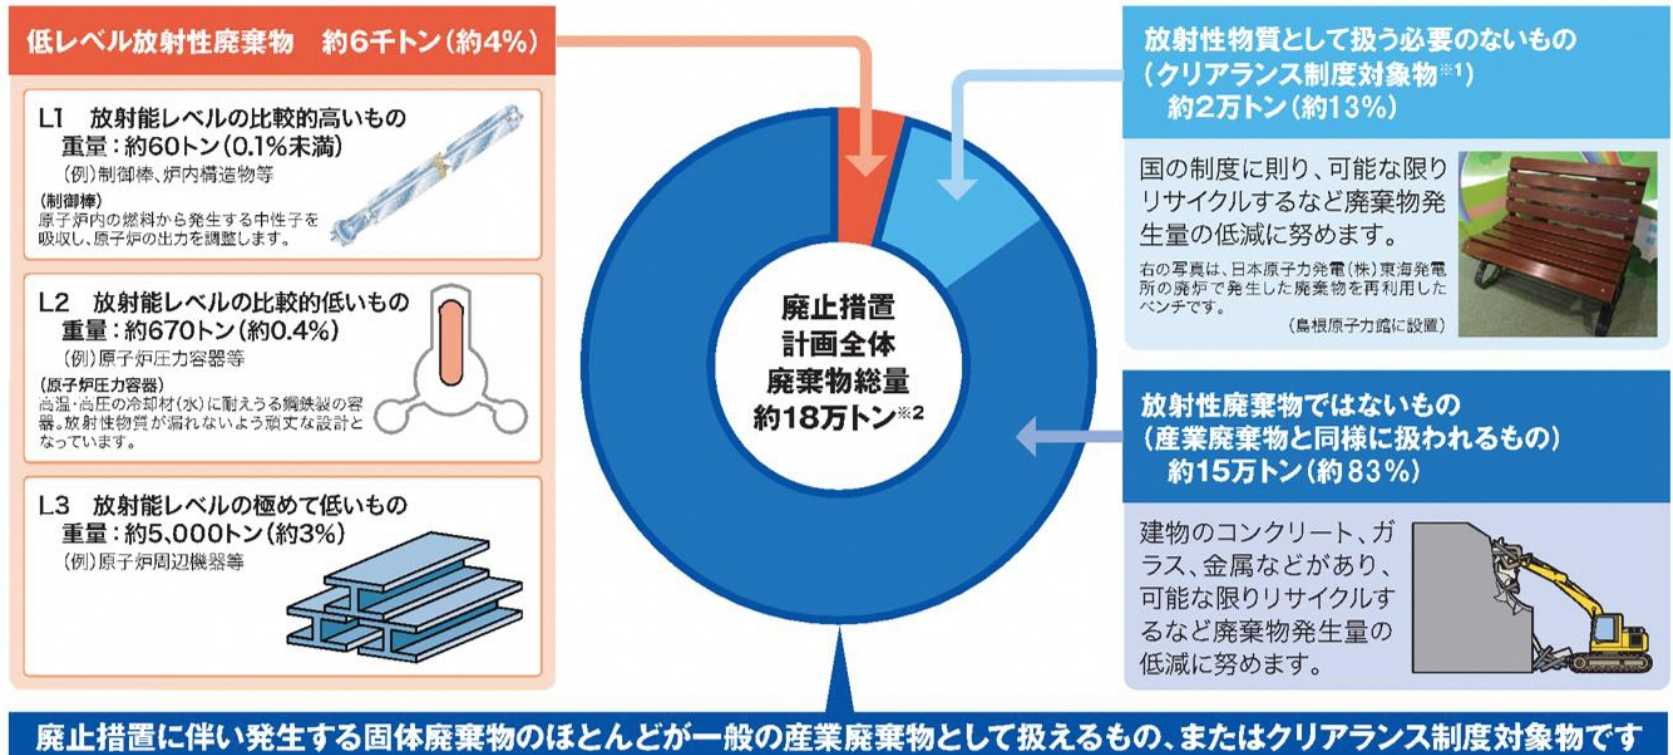 低レベル放射性廃棄物　約6千トン(約4%)
L1　放射能レベルの比較的高いもの
重量：約60トン(0.1%未満)
(例)制御棒、炉内構造物等
(制御棒)
原子炉内の燃料から発生する中性子を
吸収し、原子炉の出力を調整します。
L2　放射能レベルの比較的低いもの
重量：約670トン(約0.4%)
(例)原子炉圧力容器等
(原子炉圧力容器)
高温・高圧の冷却材(水)に耐えうる鋼鉄製の容
器。放射性物質が漏れないよう頑丈な設計と
なっています。
L3　放射能レベルの極めて低いもの
重量：約5,000トン(約3%)
(例)原子炉周辺機器等
廃止措置
計画全体
廃棄物総量
約18万トン※2
放射性物質として扱う必要のないもの
(クリアランス制度対象物※1)
約2万トン(約13%)
国の制度に則り、可能な限り
リサイクルするなど廃棄物発
生量の低減に努めます。
右の写真は、日本原子力発電(株)東海発電
所の廃炉で発生した廃棄物を再利用した
ベンチです。
(島根原子力館に設置)
放射性廃棄物ではないもの
(産業廃棄物と同様に扱われるもの)
約15万トン(約83%)
建物のコンクリート、ガ
ラス、金属などがあり、
可能な限りリサイクルす
るなど廃棄物発生量の
低減に努めます。
廃止措置に伴い発生する固体廃棄物のほとんどが一般の産業廃棄物として扱えるもの、またはクリアランス制度対象物です